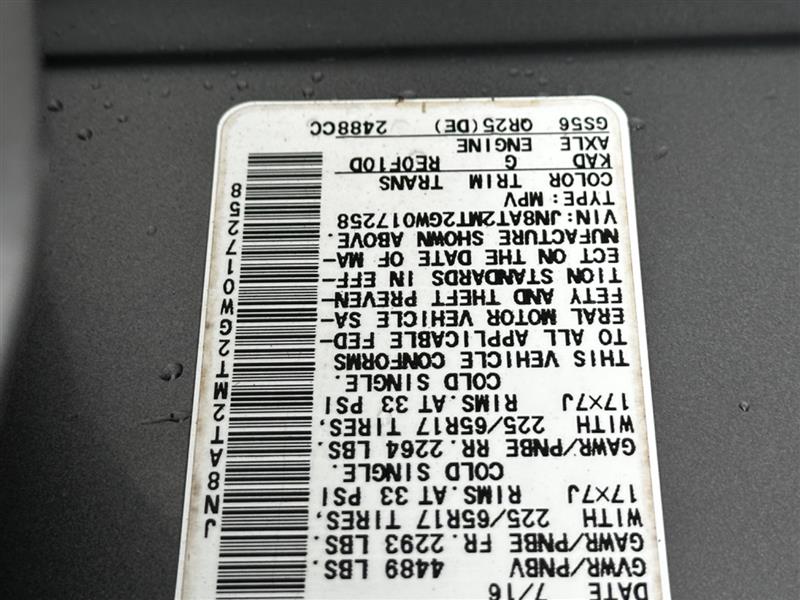 DATE 7/16
GVWR/PNBV 4489 LBS.
GAWR/PNBE FR. 2293 LBS.
WITH 225/65R17 TIRES,
17×7J RIMS.AT 33 PSI
COLD SINGLE.
GAWR/PNBE RR. 2264 LBS.
WITH 225/65R17 TIRES,
17×7J RIMS.AT 33 PSI
COLD SINGLE.
THIS VEHICLE CONFORMS
TO ALL APPLICABLE FED-
ERAL MOTOR VEHICLE SA-
FETY AND THEFT PREVEN-
TION STANDARDS IN EFF-
ECT ON THE DATE OF MA-
NUFACTURE SHOWN ABOVE.
VIN:JN8AT2MT2GW017258
TYPE:MPV
COLOR TRIM TRANS
KAD G RE0F10D
AXLE ENGINE
GS56 QR25(DE) 2488CC
JN8AT2MT2GW017258